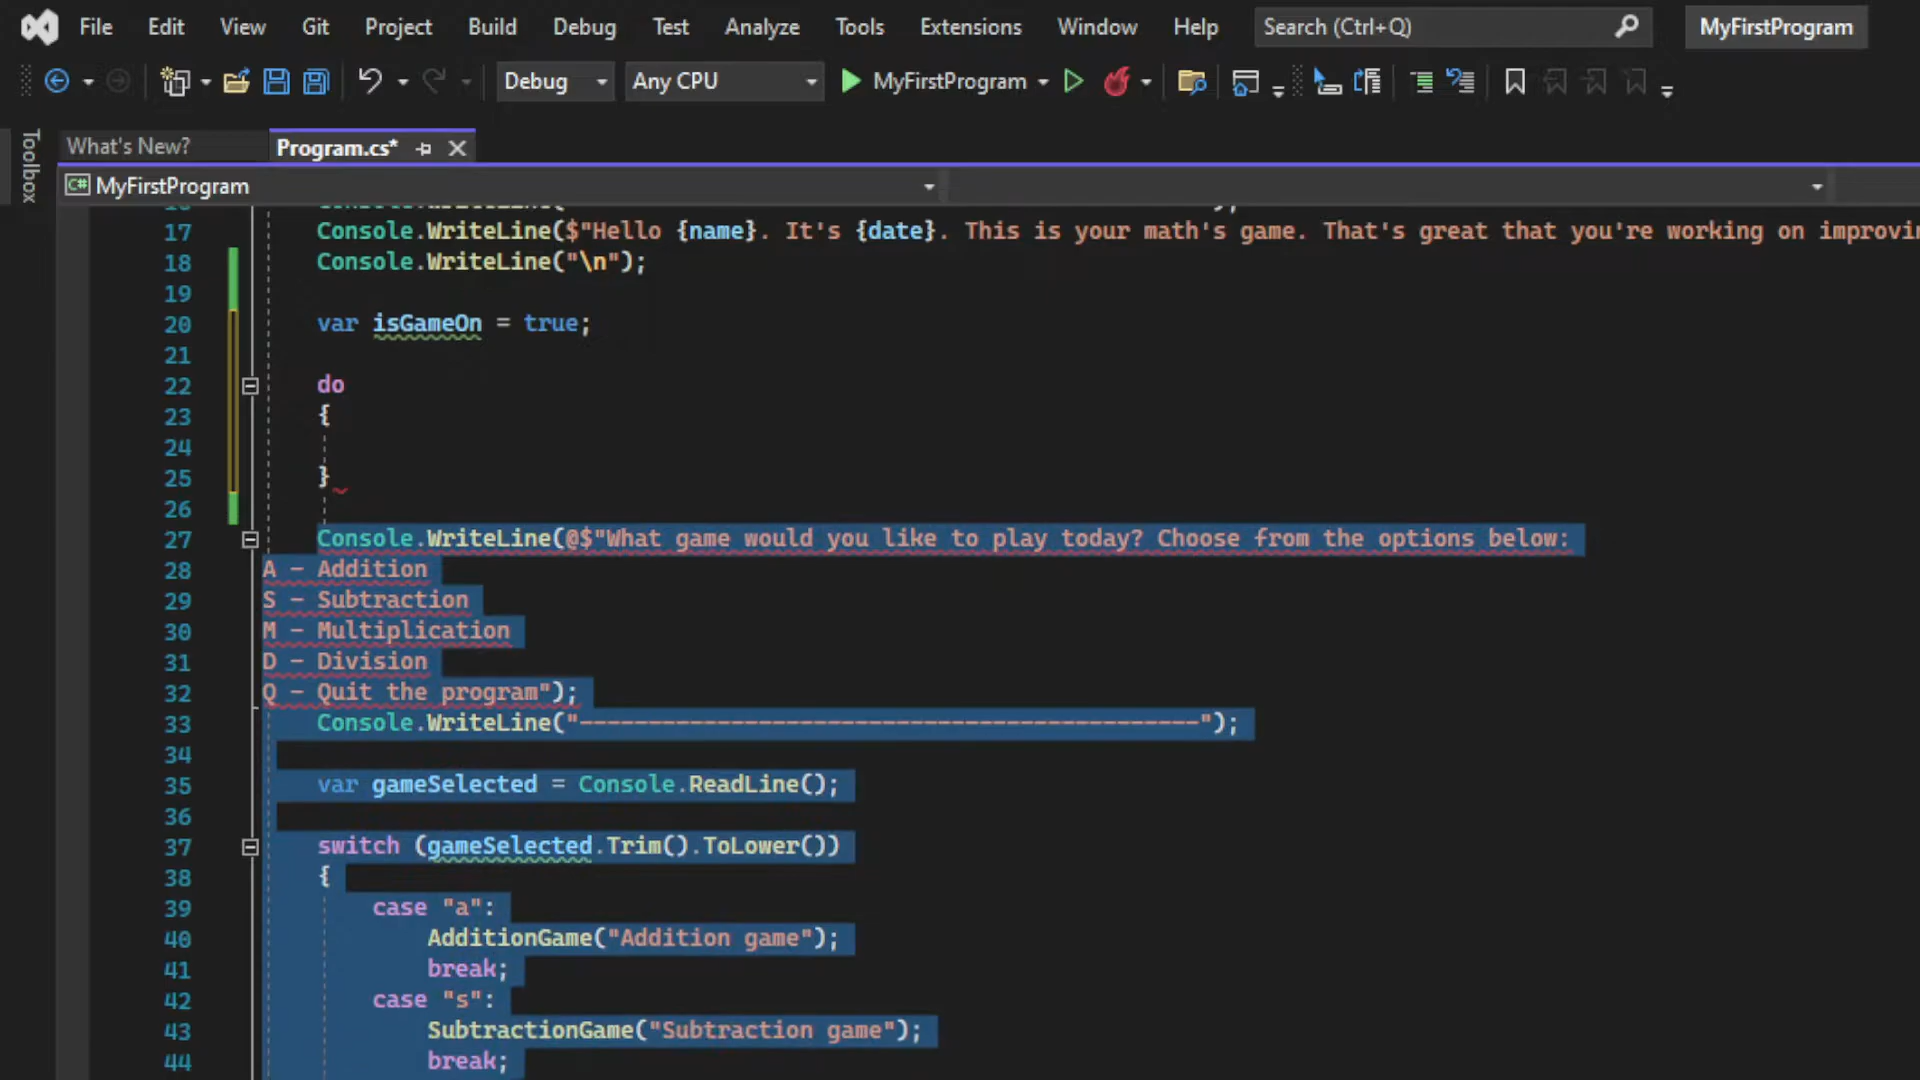 File Edit View Git Project Build Debug Test Analyze Tools Extensions Window Help Search (Ctrl+Q) MyFirstProgram
Debug Any CPU MyFirstProgram
Toolbox
What's New? Program.cs*
C# MyFirstProgram
17 Console.WriteLine($"Hello {name}. It's {date}. This is your math's game. That's great that you're working on
18 Console.WriteLine("\n");
19
20 var isGameOn = true;
21
22 do
23 {
24
25 }
26
27 Console.WriteLine(@$"What game would you like to play today? Choose from the options below:
28 A - Addition
29 S - Subtraction
30 M - Multiplication
31 D - Division
32 Q - Quit the program");
33 Console.WriteLine("---------------------------------------------");
34
35 var gameSelected = Console.ReadLine();
36
37 switch (gameSelected.Trim().ToLower())
38 {
39 case "a":
40 AdditionGame("Addition game");
41 break;
42 case "s":
43 SubtractionGame("Subtraction game");
44 break;